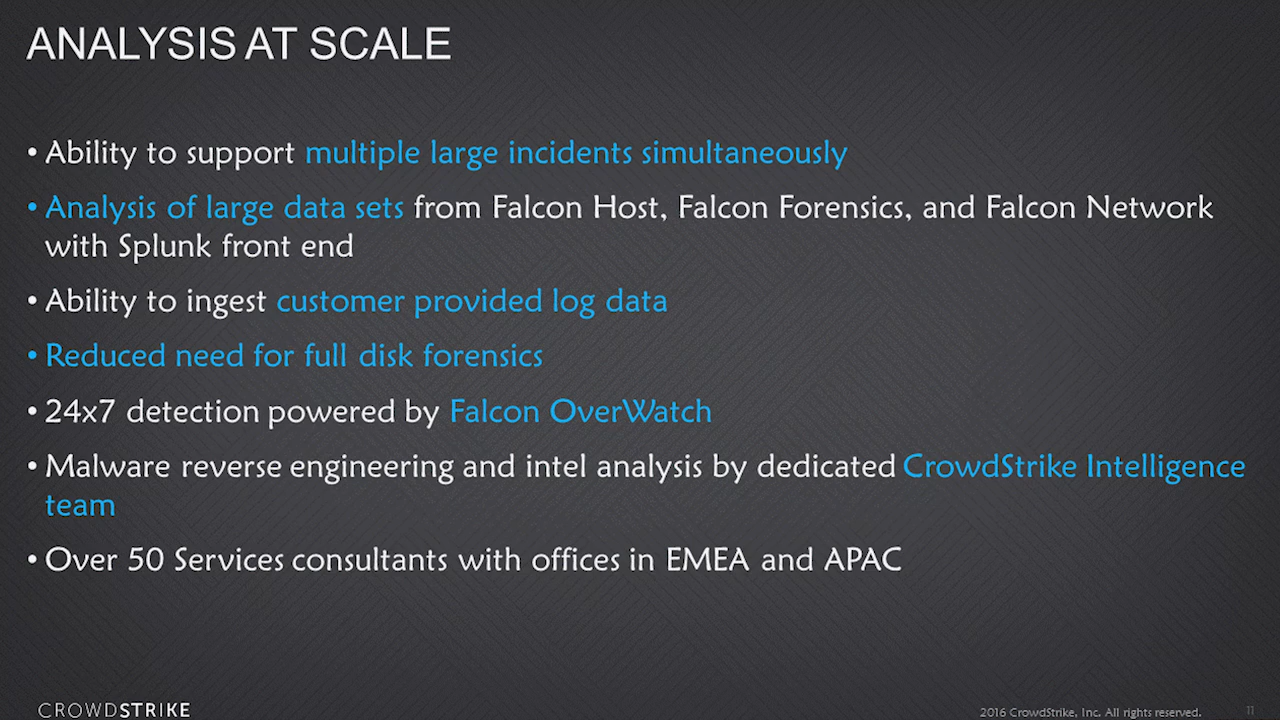 ANALYSIS AT SCALE
• Ability to support multiple large incidents simultaneously
• Analysis of large data sets from Falcon Host, Falcon Forensics, and Falcon Network
with Splunk front end
• Ability to ingest customer provided log data
• Reduced need for full disk forensics
• 24x7 detection powered by Falcon OverWatch
• Malware reverse engineering and intel analysis by dedicated CrowdStrike Intelligence
team
• Over 50 Services consultants with offices in EMEA and APAC
CROWDSTRIKE
2016 CrowdStrike, Inc. All rights reserved. 11